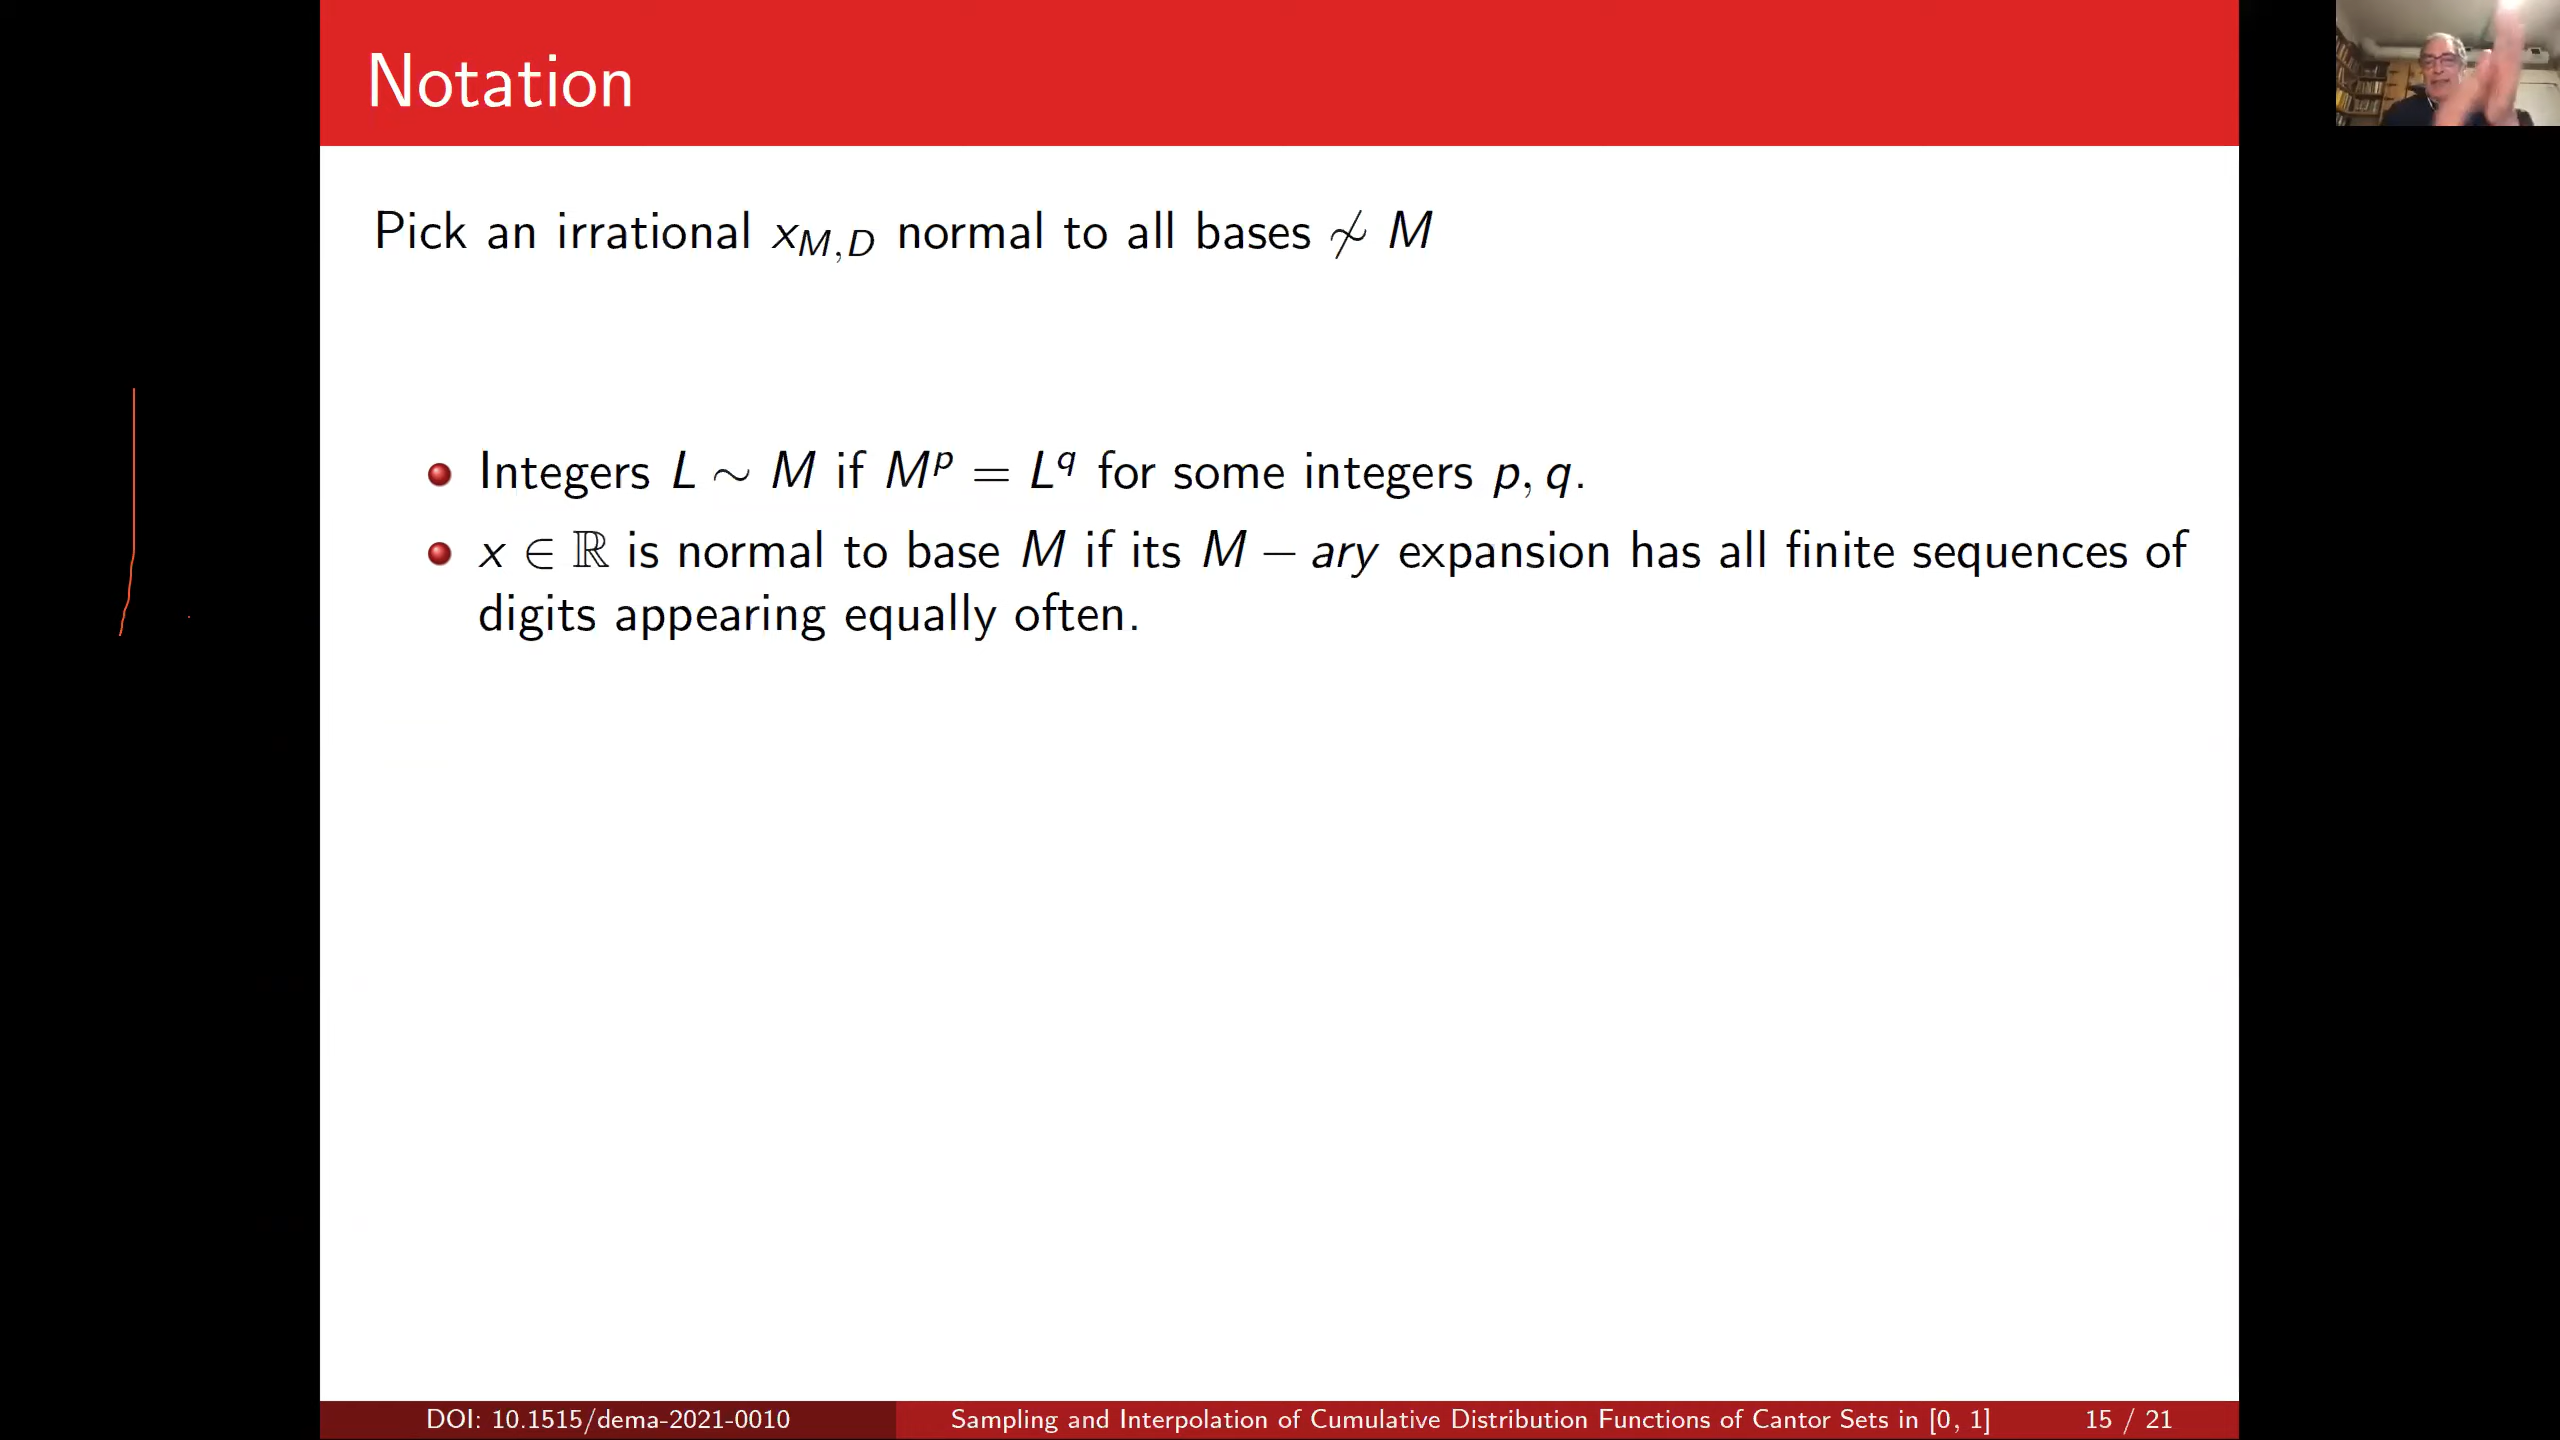 Notation
Pick an irrational x_{M,D} normal to all bases ≁ M
Integers L ∼ M if M^p = L^q for some integers p, q.
x ∈ ℝ is normal to base M if its M − ary expansion has all finite sequences of
digits appearing equally often.
DOI: 10.1515/dema-2021-0010 Sampling and Interpolation of Cumulative Distribution Functions of Cantor Sets in [0, 1] 15 / 21